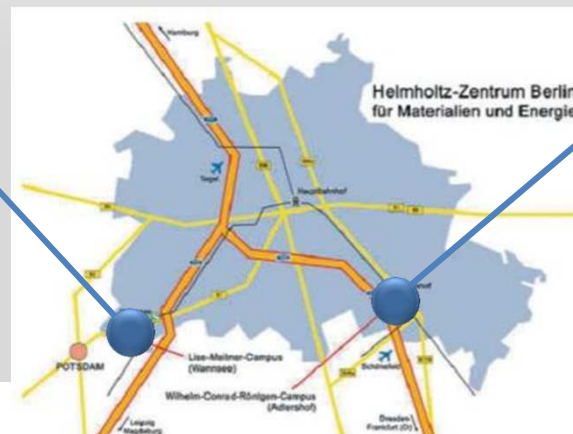 Hamburg
Helmholtz-Zentrum Berlin
für Materialien und Energie
Tegel
Hauptbahnhof
POTSDAM
Lise-Meitner-Campus
(Wannsee)
Schönefeld
Wilhelm-Conrad-Röntgen-Campus
(Adlershof)
Leipzig
Magdeburg
Dresden
Frankfurt (O)